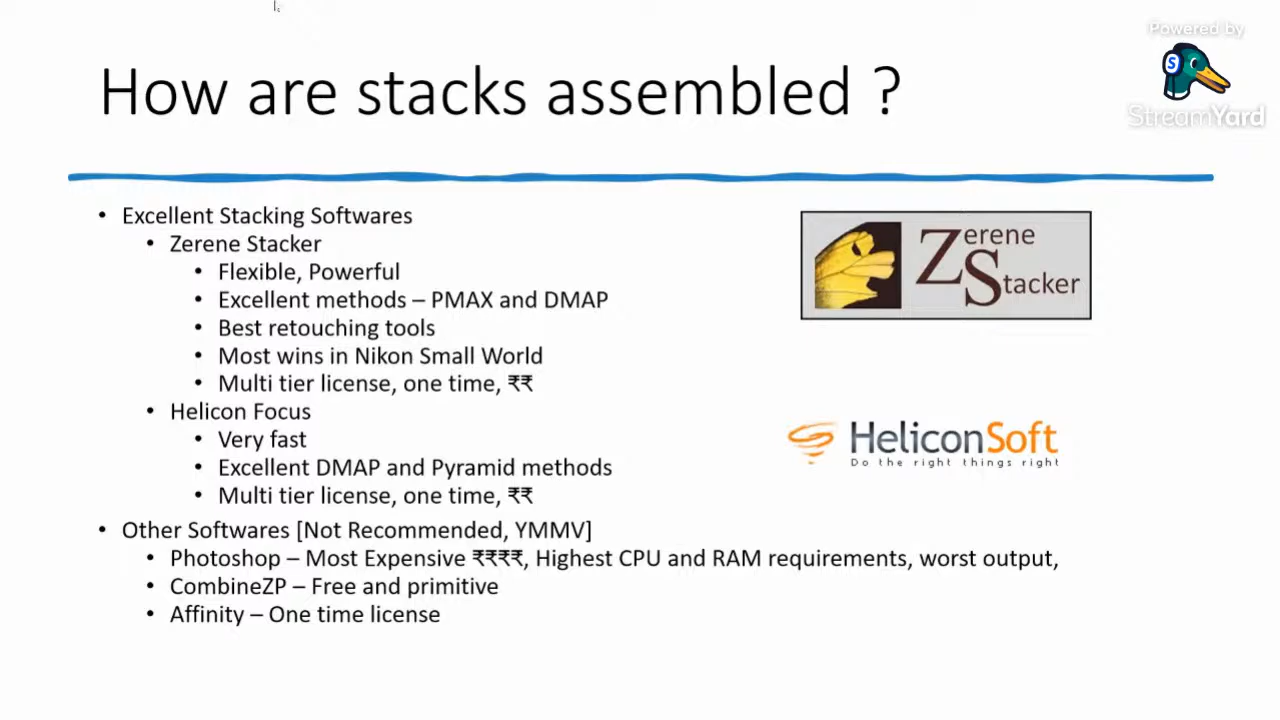 Powered by
S
StreamYard
How are stacks assembled ?
• Excellent Stacking Softwares
• Zerene Stacker
• Flexible, Powerful
• Excellent methods – PMAX and DMAP
• Best retouching tools
• Most wins in Nikon Small World
• Multi tier license, one time, ₹₹
• Helicon Focus
• Very fast
• Excellent DMAP and Pyramid methods
• Multi tier license, one time, ₹₹
• Other Softwares [Not Recommended, YMMV]
• Photoshop – Most Expensive ₹₹₹₹, Highest CPU and RAM requirements, worst output,
• CombineZP – Free and primitive
• Affinity – One time license
Zerene
Stacker
HeliconSoft
Do the right things right